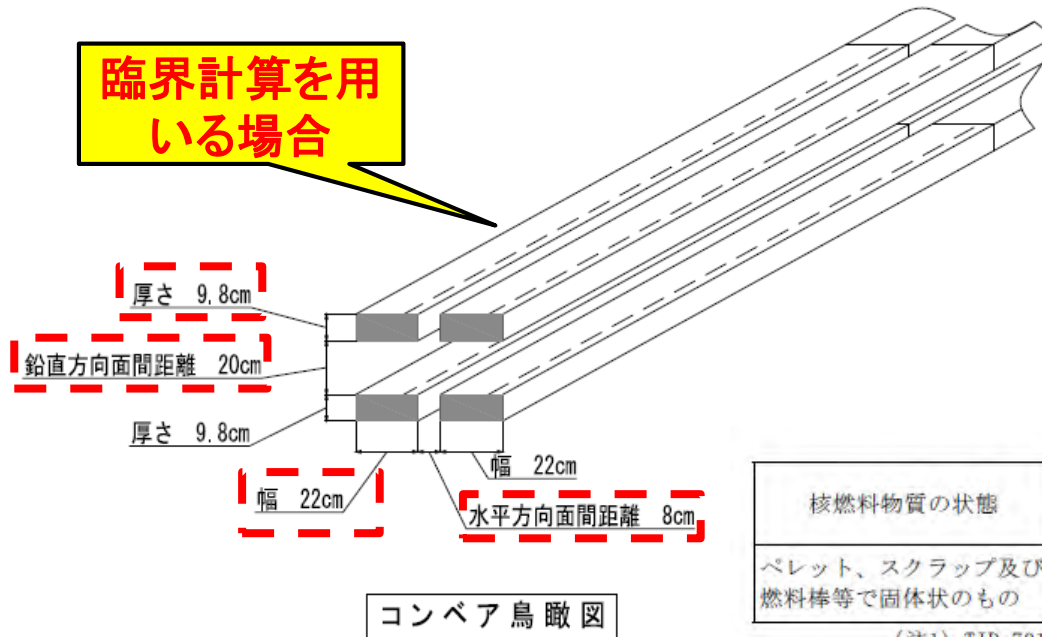 臨界計算を用
いる場合
厚さ 9.8cm
鉛直方向面間距離 20cm
厚さ 9.8cm
幅 22cm
幅 22cm
水平方向面間距離 8cm
コンベア鳥瞰図
核燃料物質の状態
ペレット、スクラップ及び
燃料棒等で固体状のもの